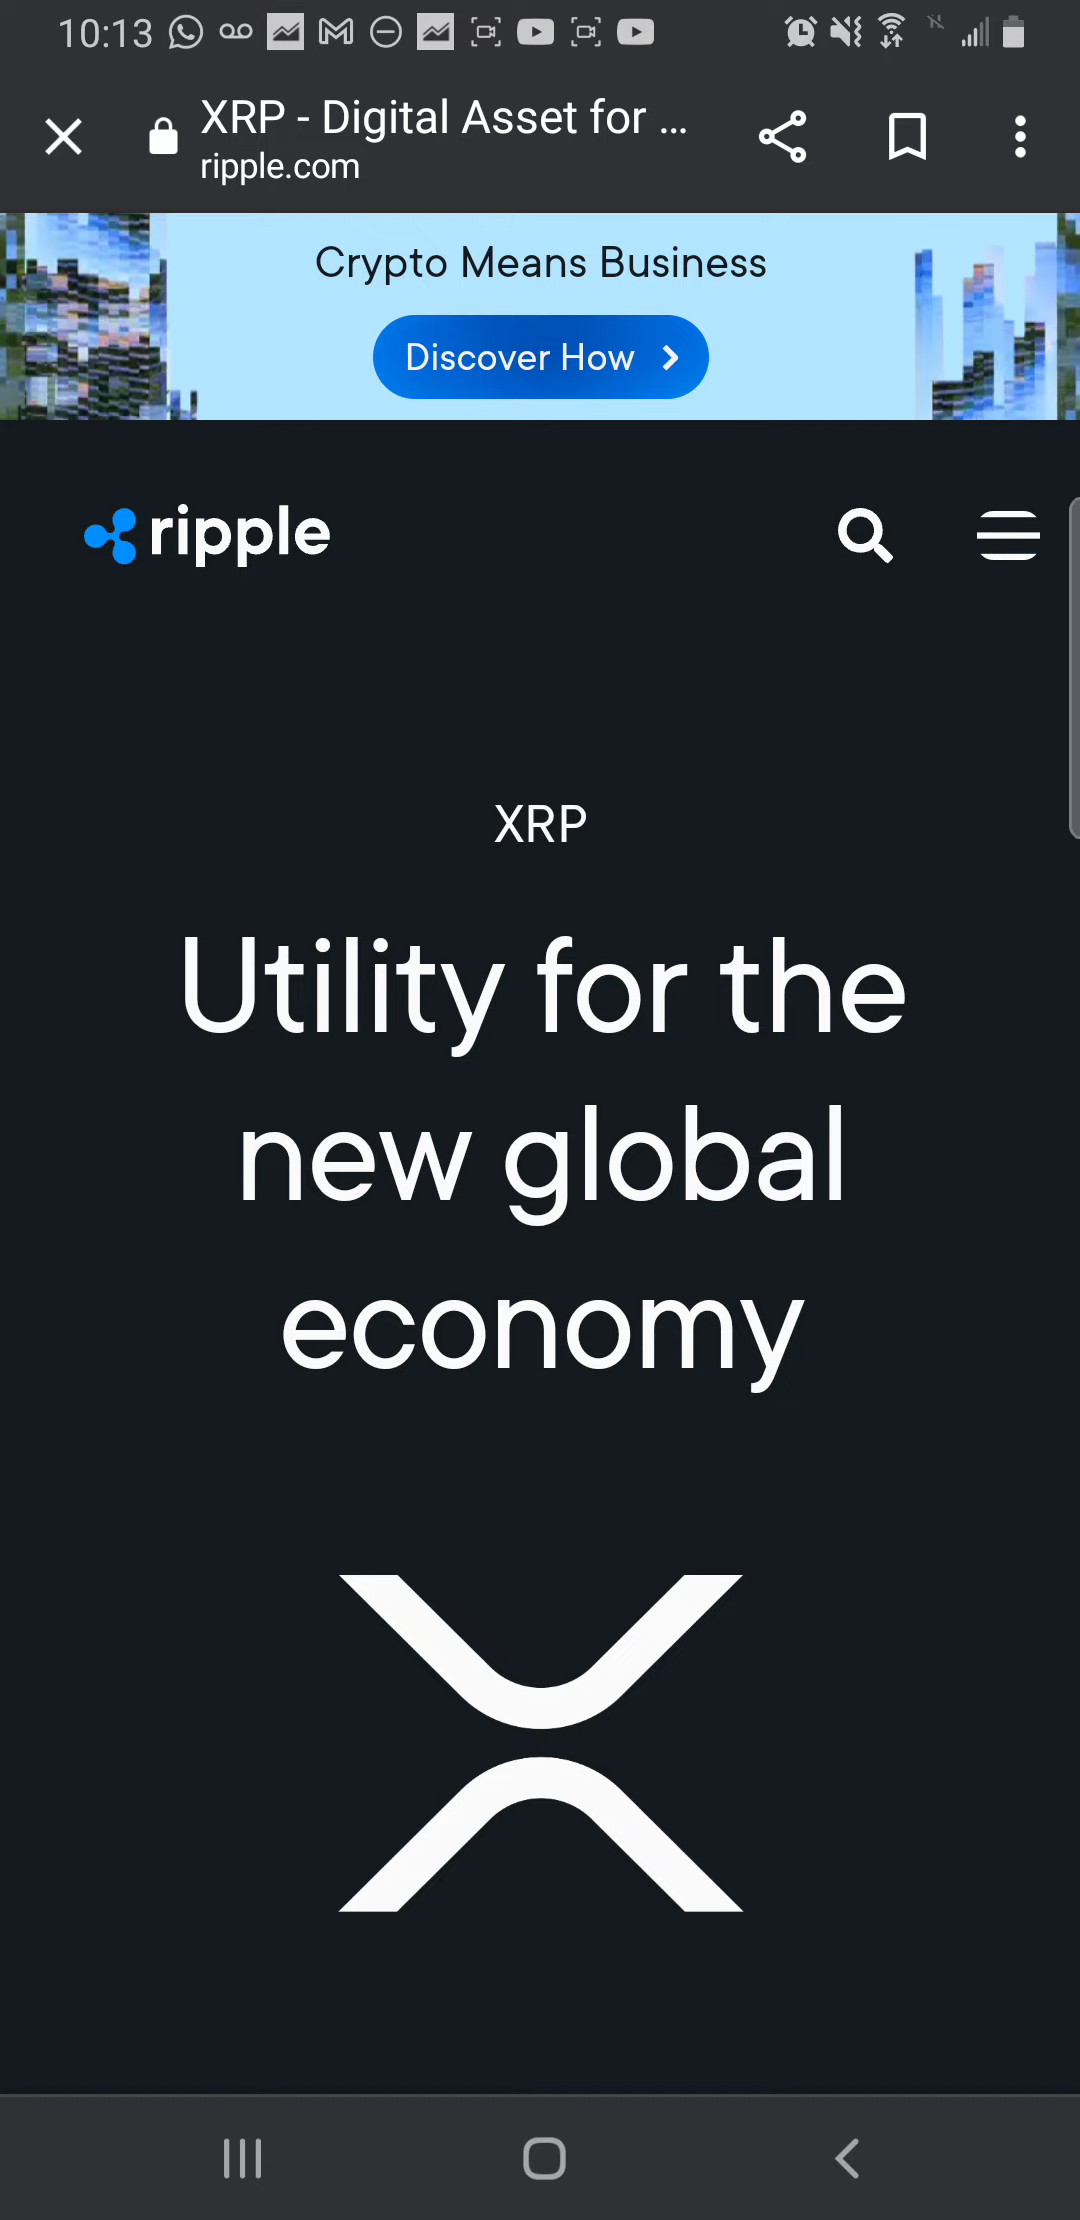 10:13
XRP - Digital Asset for ...
ripple.com
Crypto Means Business
Discover How
ripple
XRP
Utility for the
new global
economy